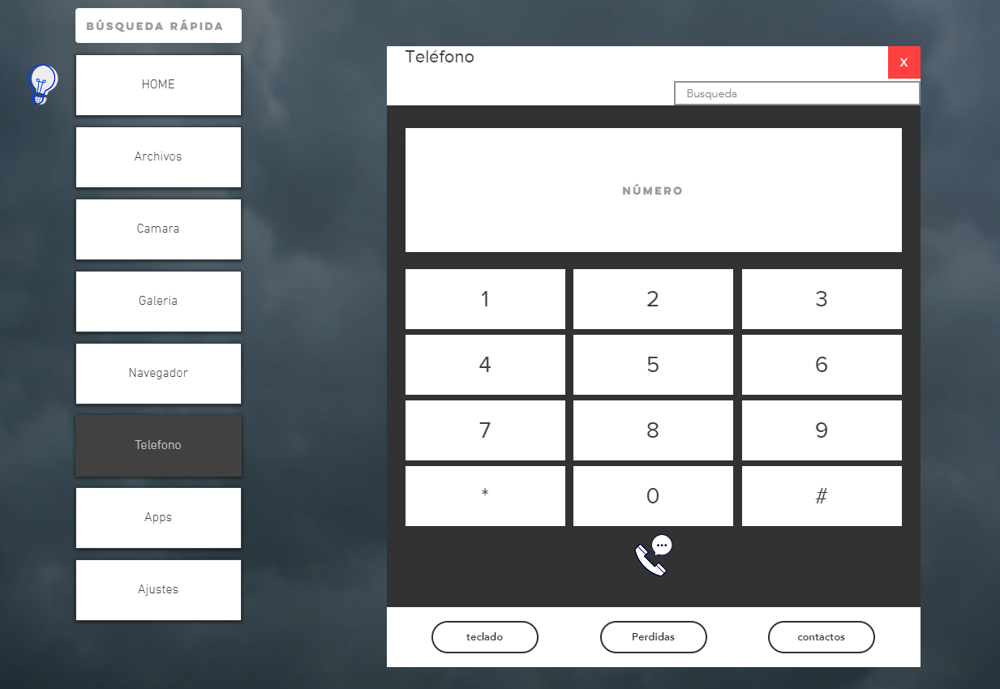 BÚSQUEDA RÁPIDA
HOME
Archivos
Camara
Galeria
Navegador
Telefono
Apps
Ajustes
Teléfono
X
Busqueda
NÚMERO
1 2 3
4 5 6
7 8 9
* 0 #
teclado Perdidas contactos